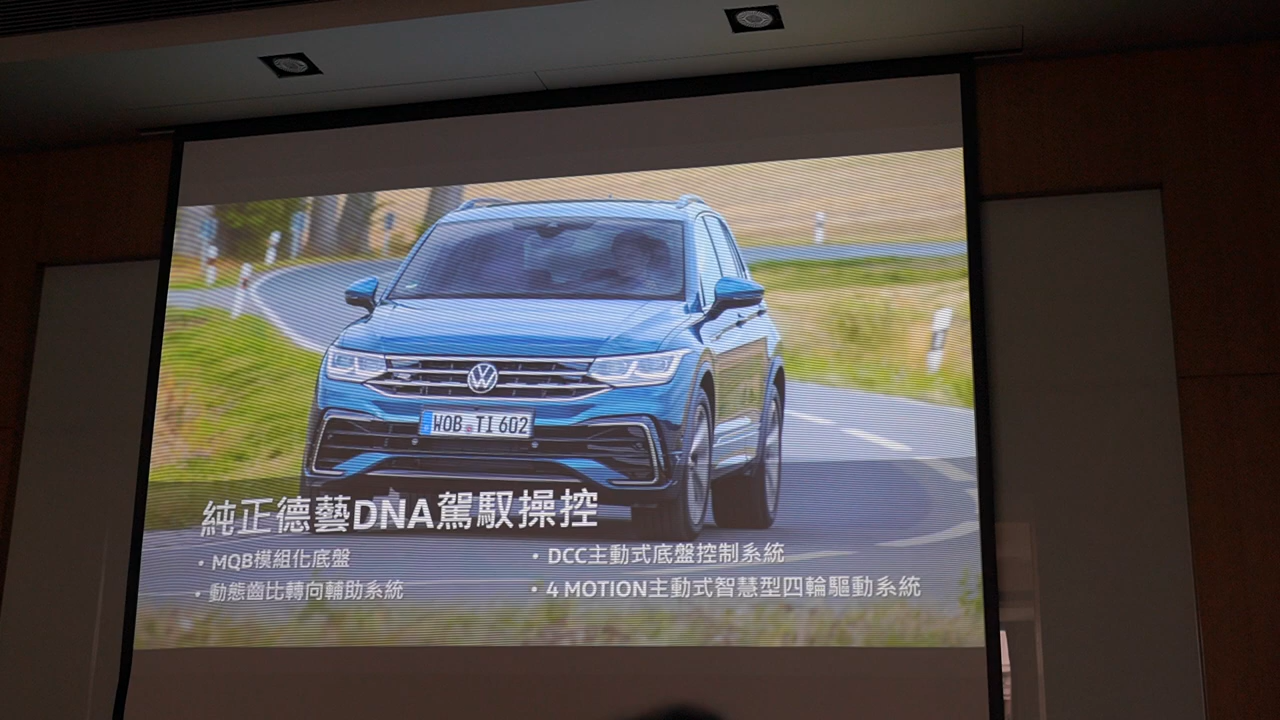 WOB TI 602
純正德藝DNA駕馭操控
• MQB模組化底盤
• 動態齒比轉向輔助系統
• DCC主動式底盤控制系統
• 4 MOTION主動式智慧型四輪驅動系統